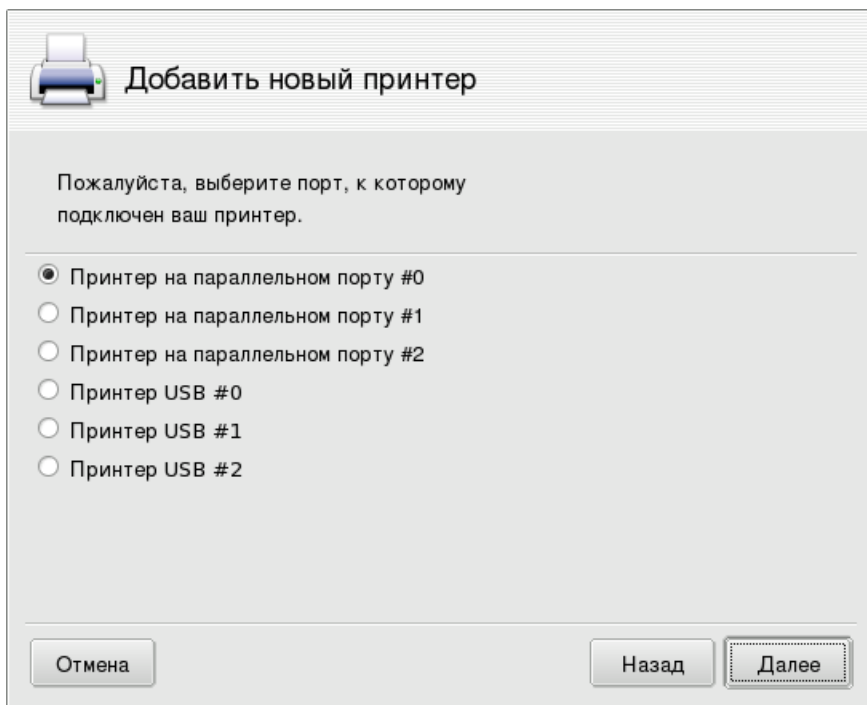 Добавить новый принтер
Пожалуйста, выберите порт, к которому
подключен ваш принтер.
Принтер на параллельном порту #0
Принтер на параллельном порту #1
Принтер на параллельном порту #2
Принтер USB #0
Принтер USB #1
Принтер USB #2
Отмена
Назад
Далее